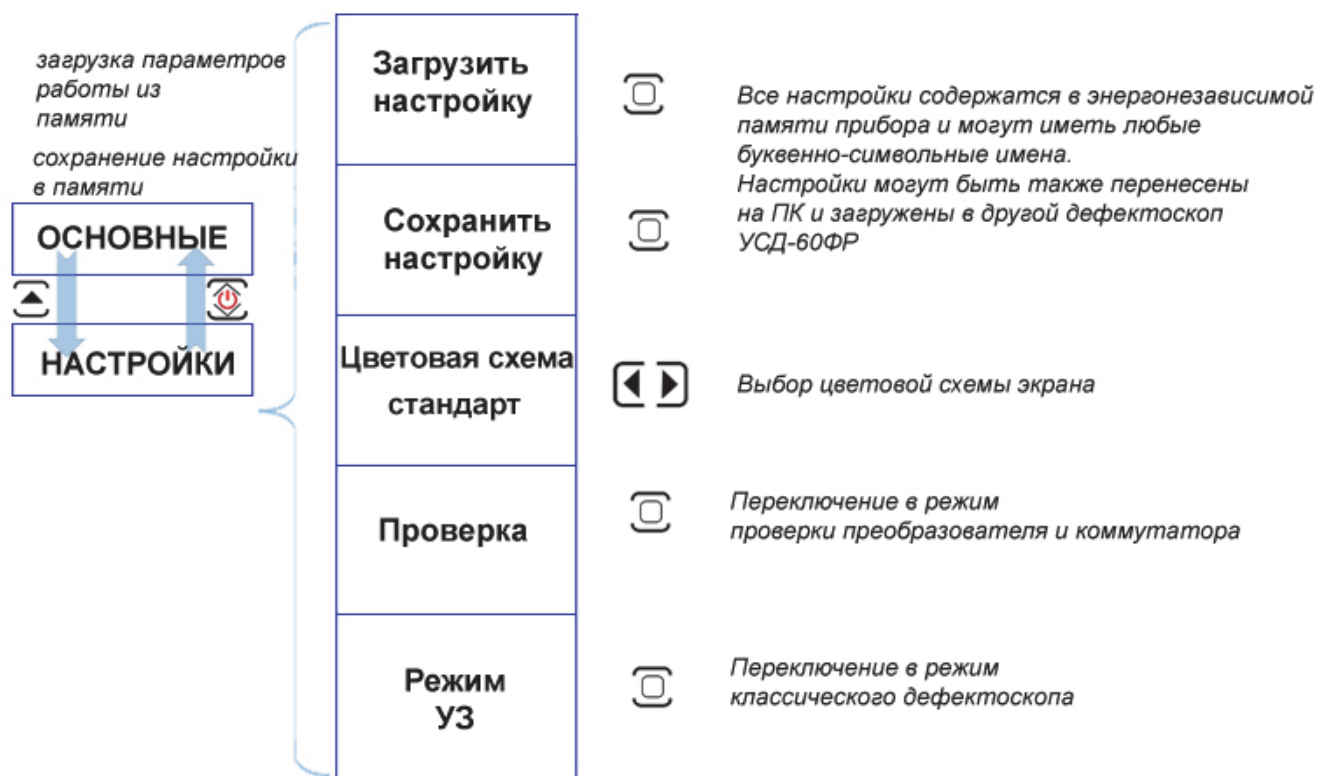 загрузка параметров
работы из
памяти
сохранение настройки
в памяти
ОСНОВНЫЕ
НАСТРОЙКИ
Загрузить
настройку
Все настройки содержатся в энергонезависимой
памяти прибора и могут иметь любые
буквенно-символьные имена.
Настройки могут быть также перенесены
на ПК и загружены в другой дефектоскоп
УСД-60ФР
Сохранить
настройку
Цветовая схема
стандарт
Выбор цветовой схемы экрана
Проверка
Переключение в режим
проверки преобразователя и коммутатора
Режим
УЗ
Переключение в режим
классического дефектоскопа